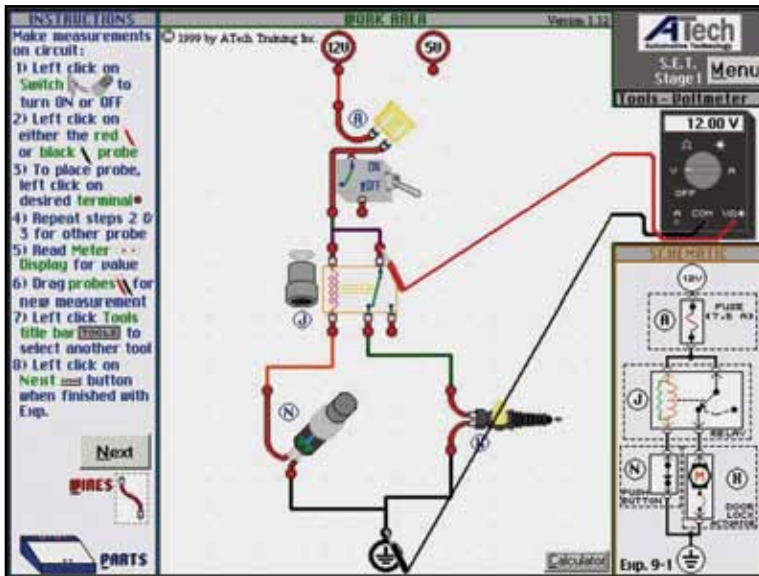 INSTRUCTIONS
Make measurements
on circuit:
1) Left click on
Switch to
turn ON or OFF
2) Left click on
either the red
or black probe
3) To place probe,
left click on
desired terminal
4) Repeat steps 2 &
3 for other probe
5) Read Meter
Display for value
6) Drag probes for
new measurement
7) Left click Tools
title bar TOOLS to
select another tool
8) Left click on
Next button
when finished with
Exp.
Next
WIRES
PARTS
WORK AREA
Version 1.12
© 1999 by ATech Training Inc.
12V
5V
A
ON
OFF
J
N
Calculator
ATech
Automotive Technology
S.E.T.
Stage 1
Menu
Tools - Voltmeter
12.00 V
Ω
V
A
OFF
A
COM
VΩ
SCHEMATIC
12V
A
FUSE
(7.5 A)
J
RELAY
N
PUSH
BUTTON
M
H
DOOR
LOCK
ACTUATOR
Exp. 9-1